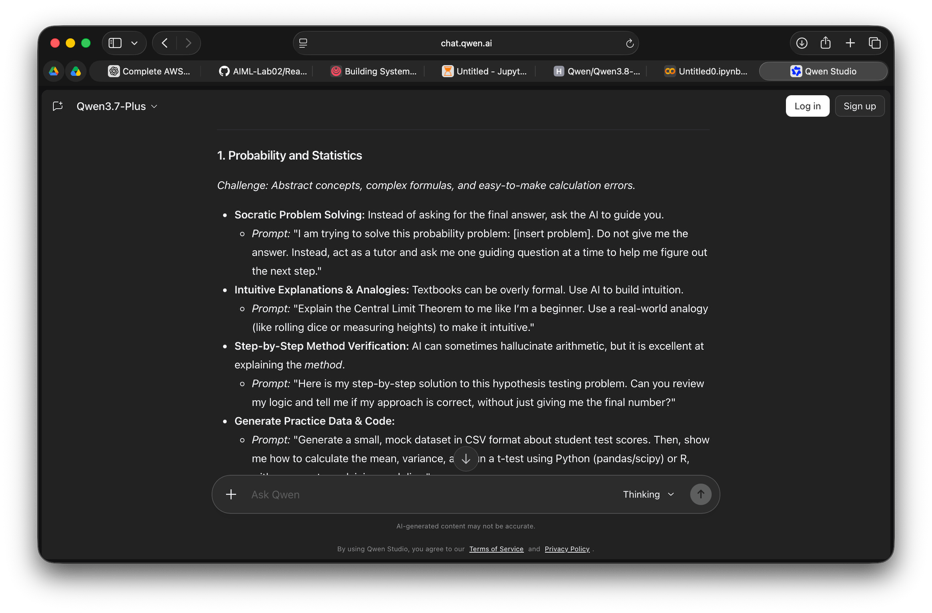 chat.qwen.ai
Complete AWS...
AIML-Lab02/Rea...
Building System...
Untitled - Jupyt...
Qwen/Qwen3.8-...
Untitled0.ipynb...
Qwen Studio
Qwen3.7-Plus
Log in
Sign up
1. Probability and Statistics
Challenge: Abstract concepts, complex formulas, and easy-to-make calculation errors.
• Socratic Problem Solving: Instead of asking for the final answer, ask the AI to guide you.
Prompt: "I am trying to solve this probability problem: [insert problem]. Do not give me the
answer. Instead, act as a tutor and ask me one guiding question at a time to help me figure out
the next step."
• Intuitive Explanations & Analogies: Textbooks can be overly formal. Use AI to build intuition.
Prompt: "Explain the Central Limit Theorem to me like I'm a beginner. Use a real-world analogy
(like rolling dice or measuring heights) to make it intuitive."
• Step-by-Step Method Verification: AI can sometimes hallucinate arithmetic, but it is excellent at
explaining the method.
Prompt: "Here is my step-by-step solution to this hypothesis testing problem. Can you review
my logic and tell me if my approach is correct, without just giving me the final number?"
• Generate Practice Data & Code:
Prompt: "Generate a small, mock dataset in CSV format about student test scores. Then, show
me how to calculate the mean, variance, a n a t-test using Python (pandas/scipy) or R,
Ask Qwen
Thinking
AI-generated content may not be accurate.
By using Qwen Studio, you agree to our Terms of Service and Privacy Policy .